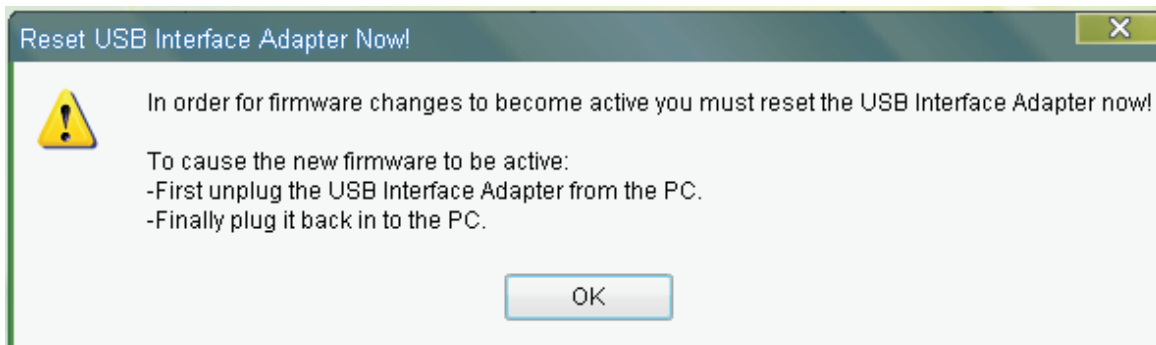 Reset USB Interface Adapter Now!
In order for firmware changes to become active you must reset the USB Interface Adapter now!
To cause the new firmware to be active:
-First unplug the USB Interface Adapter from the PC.
-Finally plug it back in to the PC.
OK